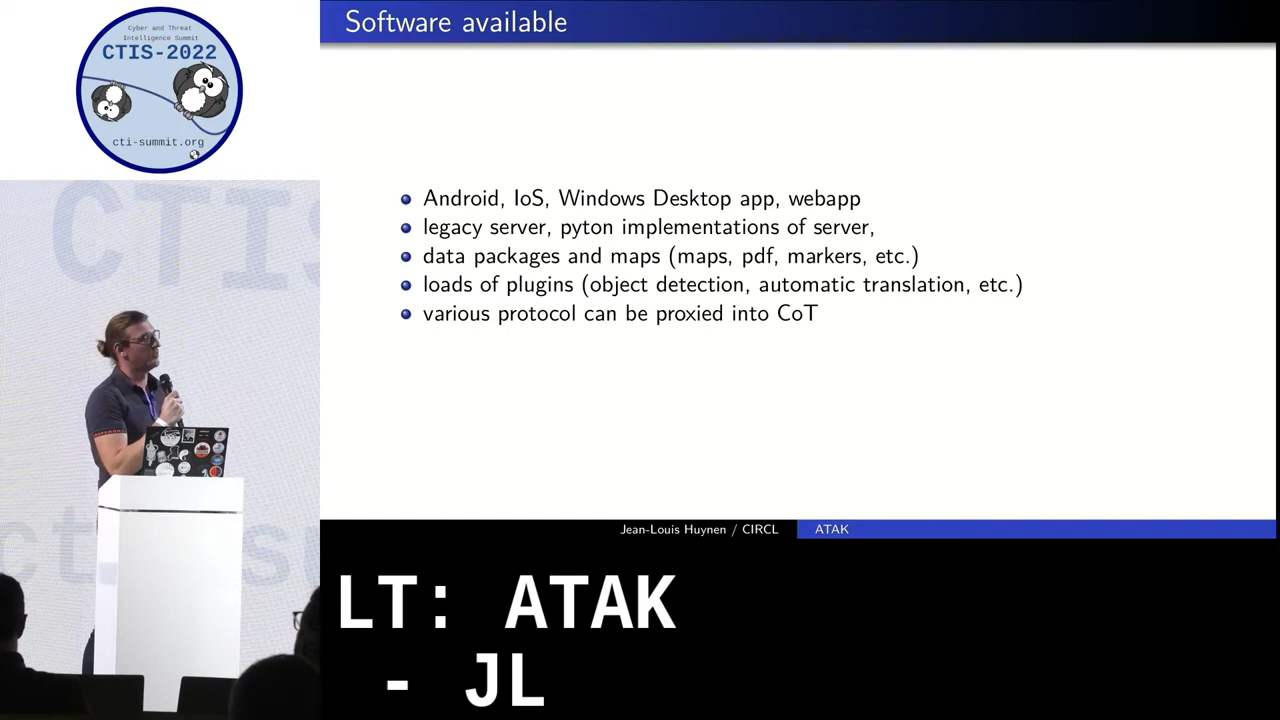 Cyber and Threat
Intelligence Summit
CTIS-2022
cti-summit.org
Software available
Android, IoS, Windows Desktop app, webapp
legacy server, pyton implementations of server,
data packages and maps (maps, pdf, markers, etc.)
loads of plugins (object detection, automatic translation, etc.)
various protocol can be proxied into CoT
Jean-Louis Huynen / CIRCL
ATAK
LT: ATAK
- JL
CTIS